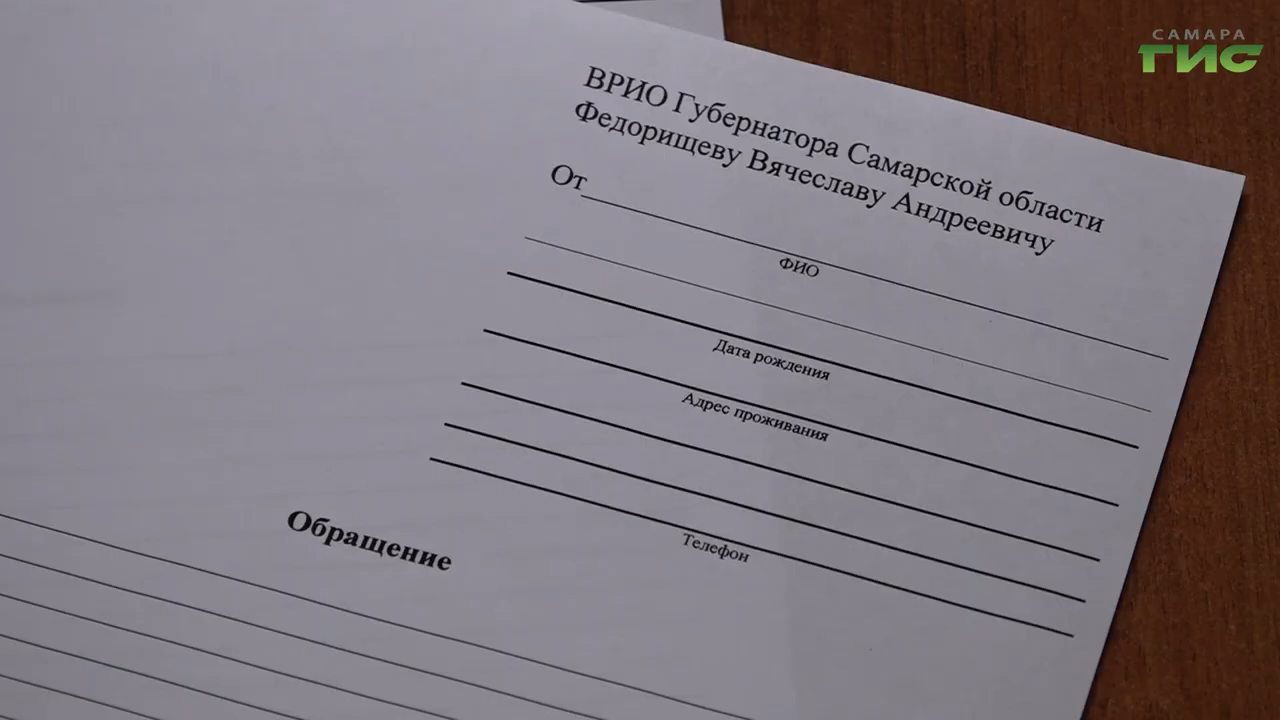 САМАРА
ГИС
ВРИО Губернатора Самарской области
Федорищеву Вячеславу Андреевичу
От
ФИО
Дата рождения
Адрес проживания
Телефон
Обращение